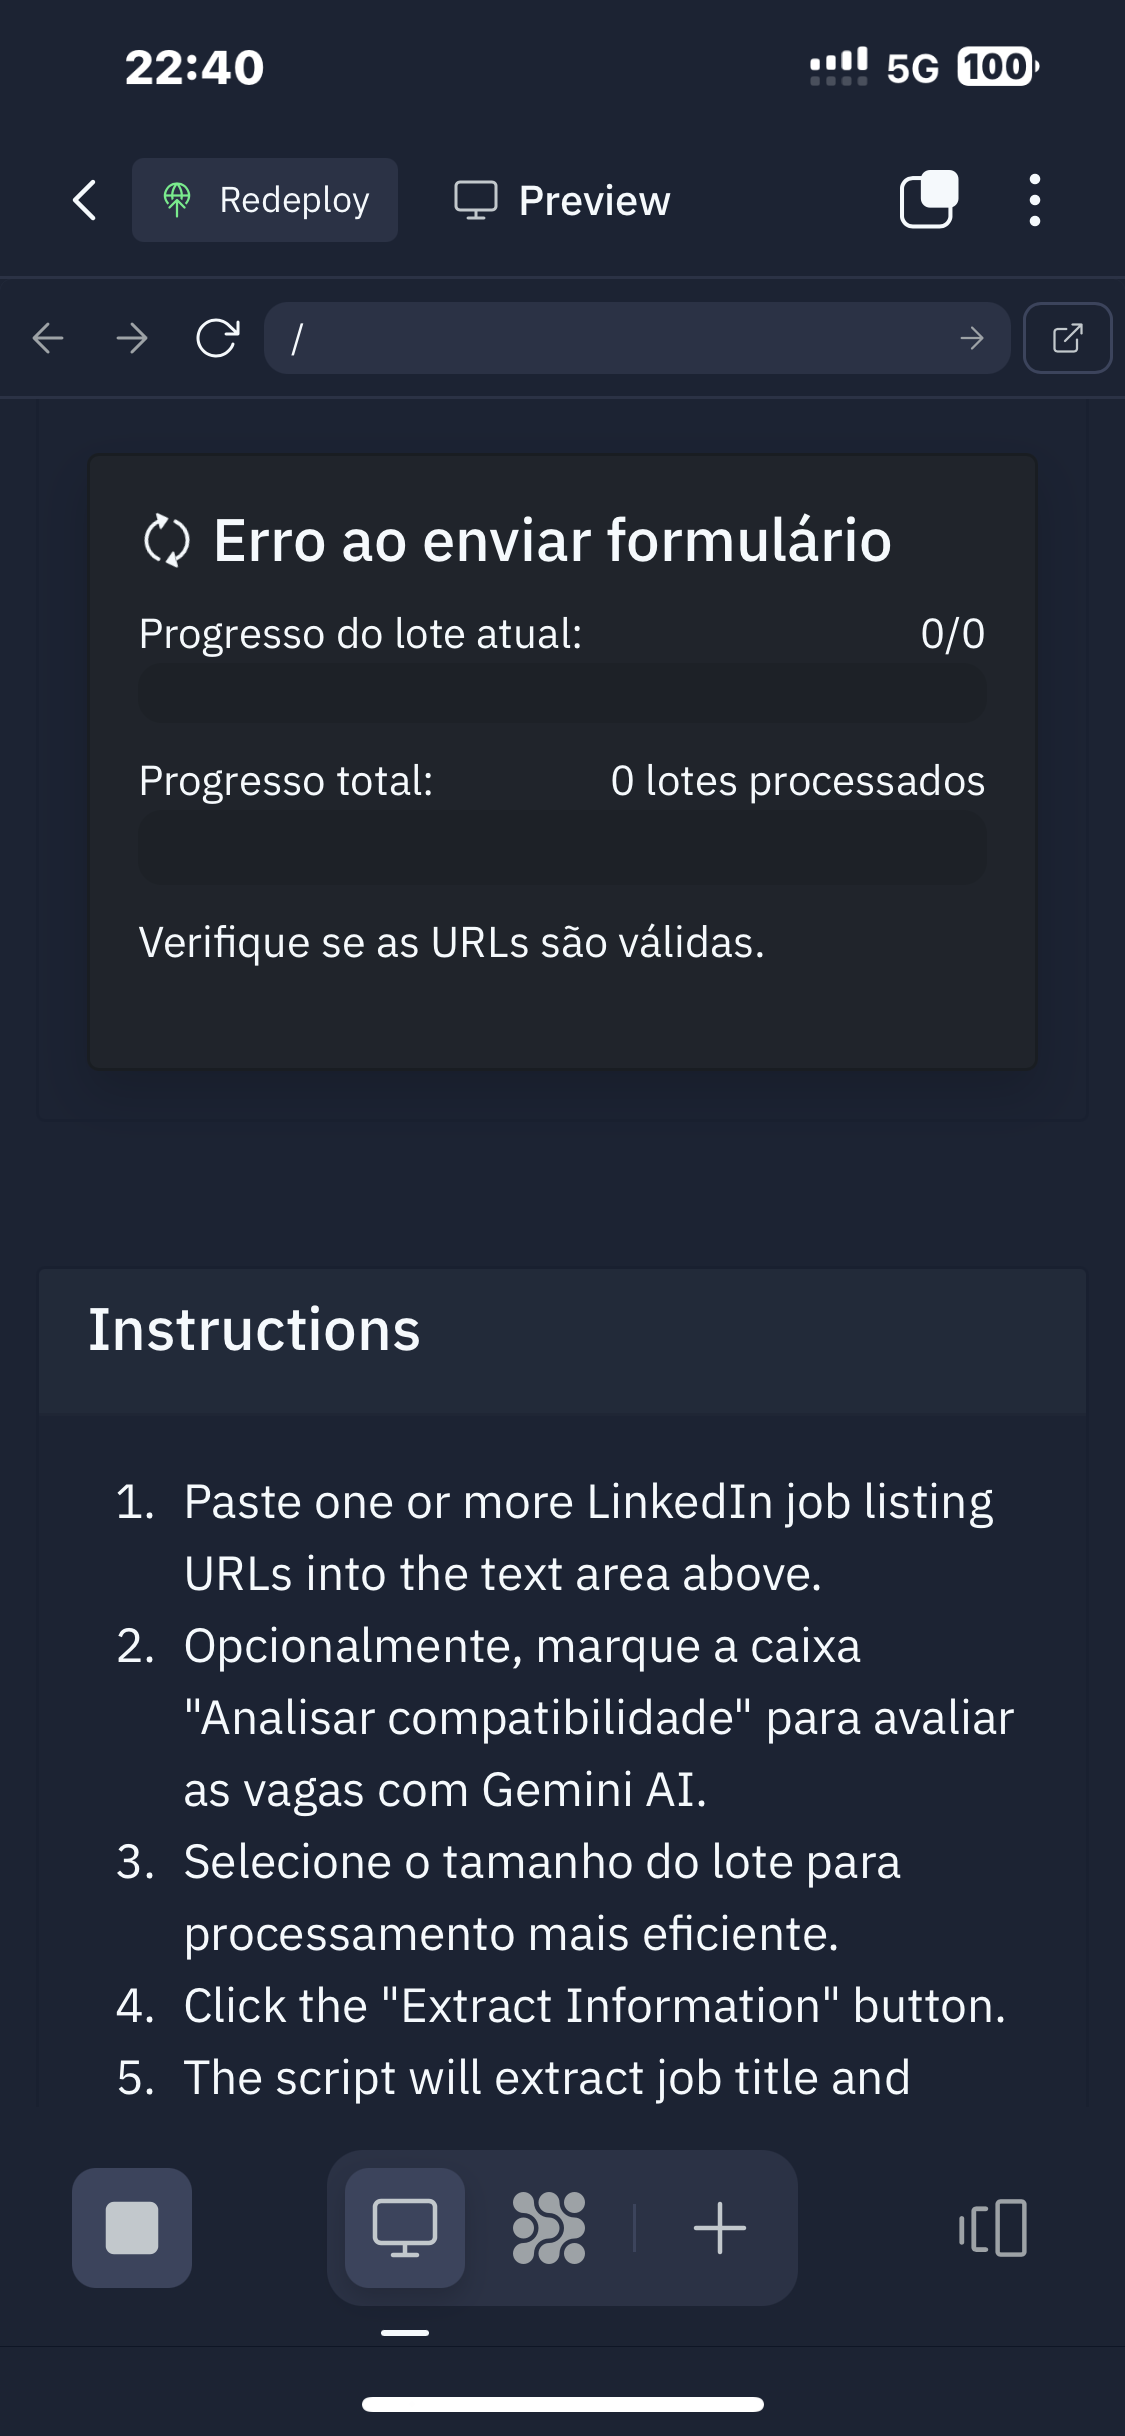 22:40
5G 100
Redeploy
Preview
/
Erro ao enviar formulário
Progresso do lote atual: 0/0
Progresso total: 0 lotes processados
Verifique se as URLs são válidas.
Instructions
1. Paste one or more LinkedIn job listing
URLs into the text area above.
2. Opcionalmente, marque a caixa
"Analisar compatibilidade" para avaliar
as vagas com Gemini AI.
3. Selecione o tamanho do lote para
processamento mais eficiente.
4. Click the "Extract Information" button.
5. The script will extract job title and